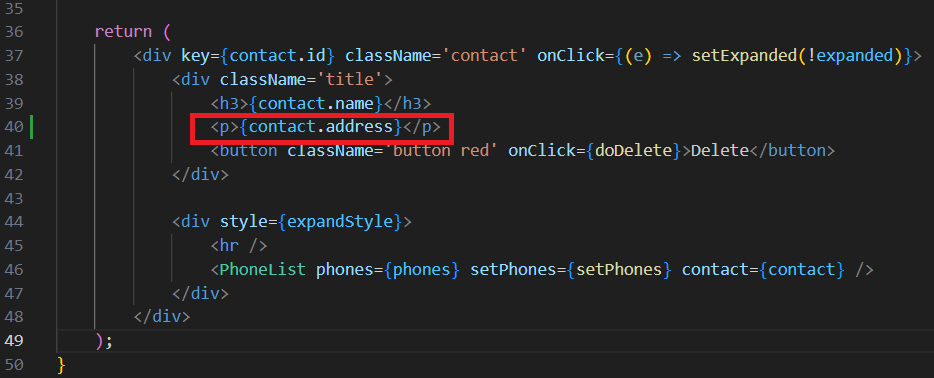 35
36 return (
37 <div key={contact.id} className='contact' onClick={(e) => setExpanded(!expanded)}>
38 <div className='title'>
39 <h3>{contact.name}</h3>
40 <p>{contact.address}</p>
41 <button className='button red' onClick={doDelete}>Delete</button>
42 </div>
43
44 <div style={expandStyle}>
45 <hr />
46 <PhoneList phones={phones} setPhones={setPhones} contact={contact} />
47 </div>
48 </div>
49 );
50 }